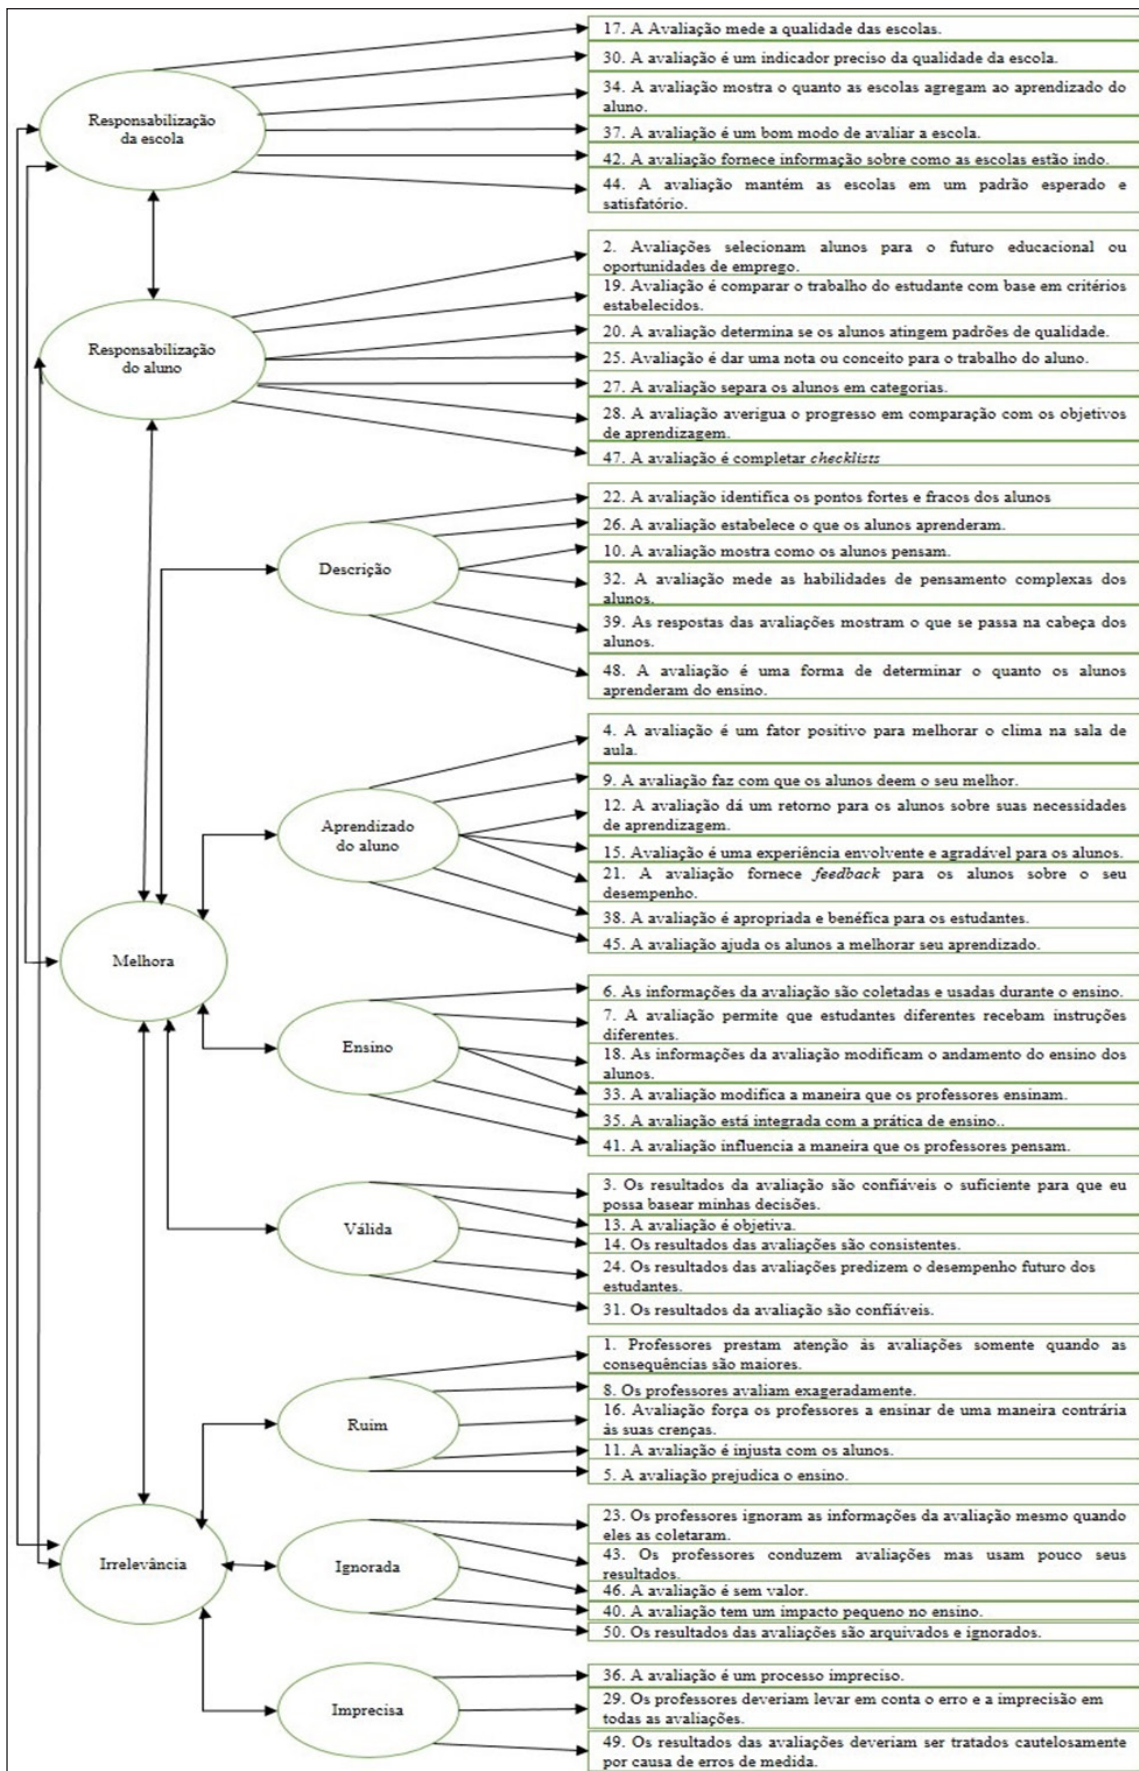 Responsabilização
da escola
17. A Avaliação mede a qualidade das escolas.
30. A avaliação é um indicador preciso da qualidade da escola.
34. A avaliação mostra o quanto as escolas agregam ao aprendizado do
aluno.
37. A avaliação é um bom modo de avaliar a escola.
42. A avaliação fornece informação sobre como as escolas estão indo.
44. A avaliação mantém as escolas em um padrão esperado e
satisfatório.
Responsabilização
do aluno
2. Avaliações selecionam alunos para o futuro educacional ou
oportunidades de emprego.
19. Avaliação é comparar o trabalho do estudante com base em critérios
estabelecidos.
20. A avaliação determina se os alunos atingem padrões de qualidade.
25. Avaliação é dar uma nota ou conceito para o trabalho do aluno.
27. A avaliação separa os alunos em categorias.
28. A avaliação averigua o progresso em comparação com os objetivos
de aprendizagem.
47. A avaliação é completar checklists
Descrição
22. A avaliação identifica os pontos fortes e fracos dos alunos
26. A avaliação estabelece o que os alunos aprenderam.
10. A avaliação mostra como os alunos pensam.
32. A avaliação mede as habilidades de pensamento complexas dos
alunos.
39. As respostas das avaliações mostram o que se passa na cabeça dos
alunos.
48. A avaliação é uma forma de determinar o quanto os alunos
aprenderam do ensino.
Aprendizado
do aluno
4. A avaliação é um fator positivo para melhorar o clima na sala de
aula.
9. A avaliação faz com que os alunos deem o seu melhor.
12. A avaliação dá um retorno para os alunos sobre suas necessidades
de aprendizagem.
15. Avaliação é uma experiência envolvente e agradável para os alunos.
21. A avaliação fornece feedback para os alunos sobre o seu
desempenho.
38. A avaliação é apropriada e benéfica para os estudantes.
45. A avaliação ajuda os alunos a melhorar seu aprendizado.
Melhora
Ensino
6. As informações da avaliação são coletadas e usadas durante o ensino.
7. A avaliação permite que estudantes diferentes recebam instruções
diferentes.
18. As informações da avaliação modificam o andamento do ensino dos
alunos.
33. A avaliação modifica a maneira que os professores ensinam.
35. A avaliação está integrada com a prática de ensino..
41. A avaliação influencia a maneira que os professores pensam.
Válida
3. Os resultados da avaliação são confiáveis o suficiente para que eu
possa basear minhas decisões.
13. A avaliação é objetiva.
14. Os resultados das avaliações são consistentes.
24. Os resultados das avaliações predizem o desempenho futuro dos
estudantes.
31. Os resultados da avaliação são confiáveis.
Ruim
1. Professores prestam atenção às avaliações somente quando as
consequências são maiores.
8. Os professores avaliam exageradamente.
16. Avaliação força os professores a ensinar de uma maneira contrária
às suas crenças.
11. A avaliação é injusta com os alunos.
5. A avaliação prejudica o ensino.
Irrelevância
Ignorada
23. Os professores ignoram as informações da avaliação mesmo quando
eles as coletaram.
43. Os professores conduzem avaliações mas usam pouco seus
resultados.
46. A avaliação é sem valor.
40. A avaliação tem um impacto pequeno no ensino.
50. Os resultados das avaliações são arquivados e ignorados.
Imprecisa
36. A avaliação é um processo impreciso.
29. Os professores deveriam levar em conta o erro e a imprecisão em
todas as avaliações.
49. Os resultados das avaliações deveriam ser tratados cautelosamente
por causa de erros de medida.